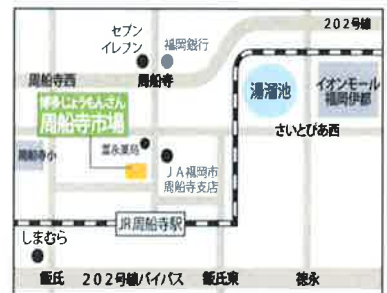 202号線
セブン
イレブン
福岡銀行
周船寺西
周船寺
湯溜池
イオンモール
福岡伊都
博多じょうもんさん
周船寺市場
さいとぴあ西
周船寺小
富永薬局
JA福岡市
周船寺支店
JR周船寺駅
しまむら
飯氏
202号線バイパス
飯氏東
徳永